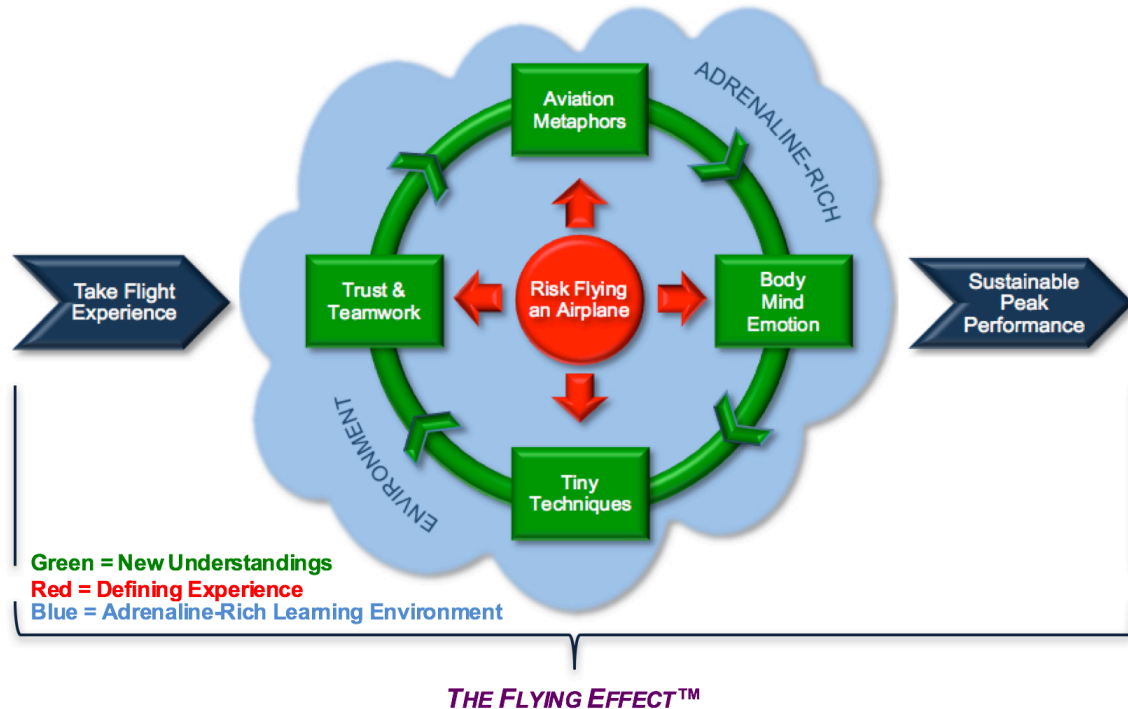 Aviation
Metaphors
ADRENALINE-RICH
Take Flight
Experience
Trust &
Teamwork
Risk Flying
an Airplane
Body
Mind
Emotion
Sustainable
Peak
Performance
ENVIRONMENT
Tiny
Techniques
Green = New Understandings
Red = Defining Experience
Blue = Adrenaline-Rich Learning Environment
THE FLYING EFFECT™